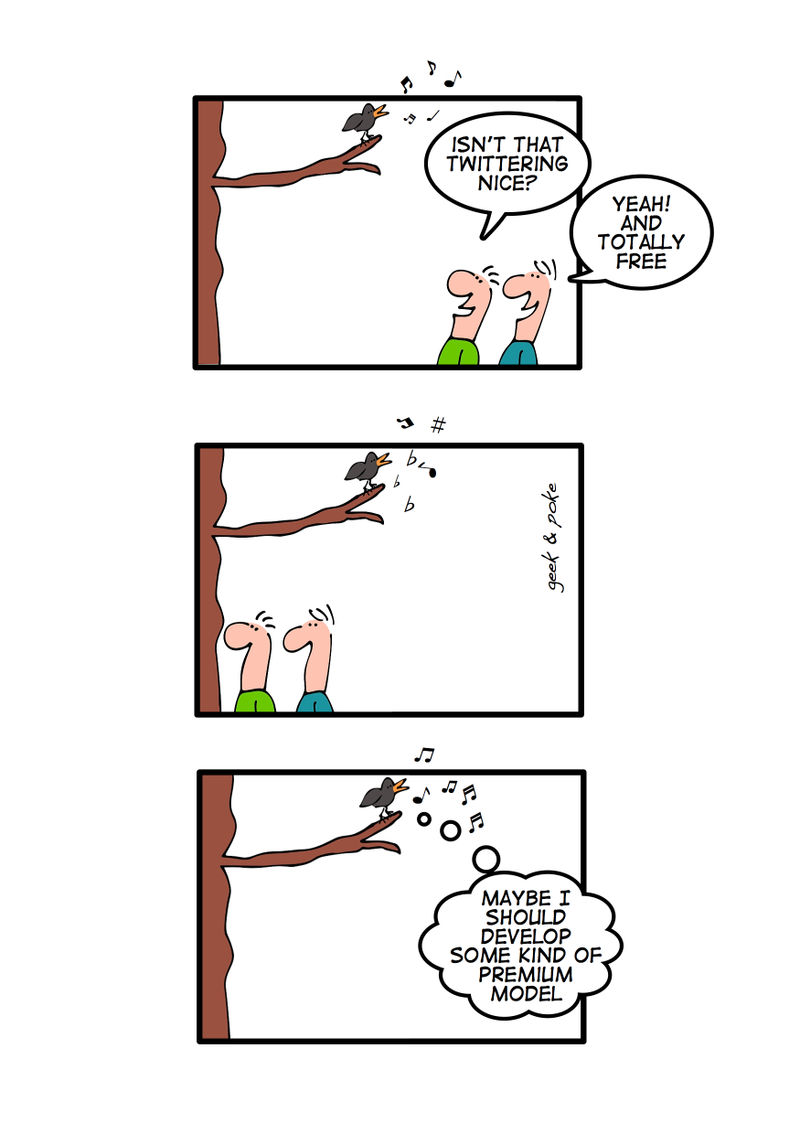 ISN'T THAT
TWITTERING
NICE?
YEAH!
AND
TOTALLY
FREE
#
geek & poke
MAYBE I
SHOULD
DEVELOP
SOME KIND OF
PREMIUM
MODEL